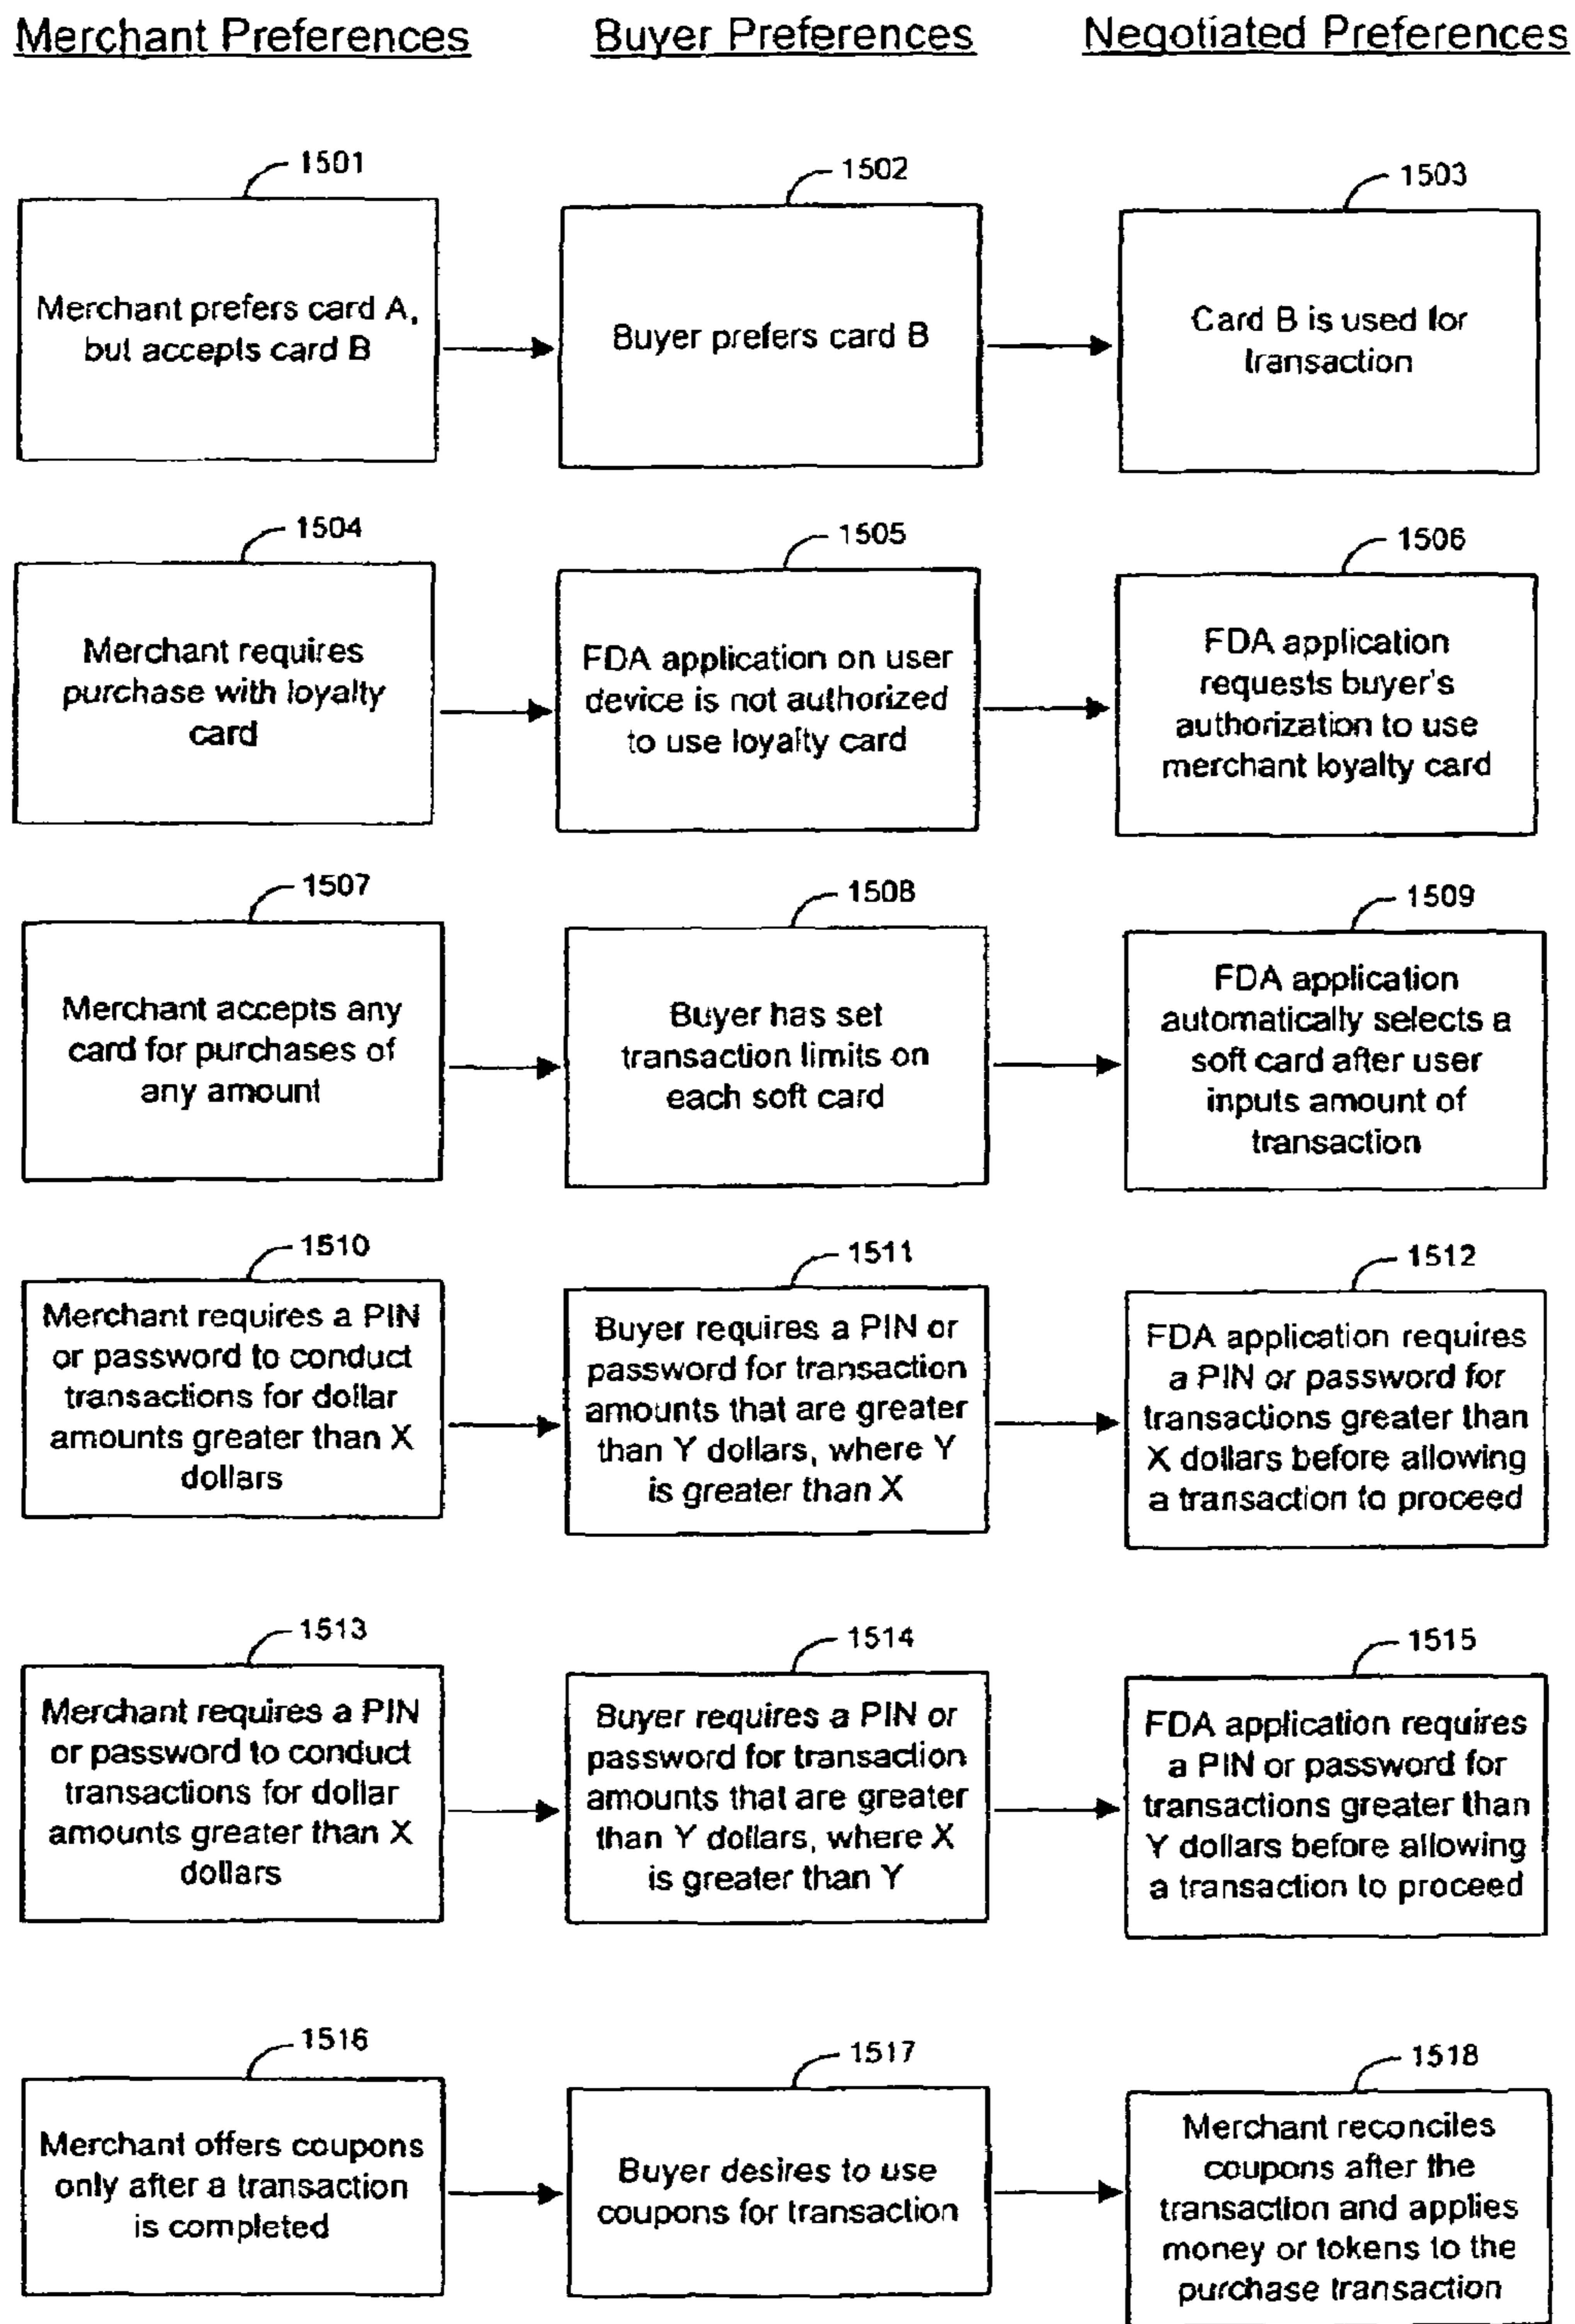 Merchant Preferences
Buyer Preferences
Negotiated Preferences
1501
Merchant prefers card A,
but accepts card B
1502
Buyer prefers card B
1503
Card B is used for
transaction
1504
Merchant requires
purchase with loyalty
card
1505
FDA application on user
device is not authorized
to use loyalty card
1506
FDA application
requests buyer's
authorization to use
merchant loyalty card
1507
Merchant accepts any
card for purchases of
any amount
1508
Buyer has set
transaction limits on
each soft card
1509
FDA application
automatically selects a
soft card after user
inputs amount of
transaction
1510
Merchant requires a PIN
or password to conduct
transactions for dollar
amounts greater than X
dollars
1511
Buyer requires a PIN or
password for transaction
amounts that are greater
than Y dollars, where Y
is greater than X
1512
FDA application requires
a PIN or password for
transactions greater than
X dollars before allowing
a transaction to proceed
1513
Merchant requires a PIN
or password to conduct
transactions for dollar
amounts greater than X
dollars
1514
Buyer requires a PIN or
password for transaction
amounts that are greater
than Y dollars, where X
is greater than Y
1515
FDA application requires
a PIN or password for
transactions greater than
Y dollars before allowing
a transaction to proceed
1516
Merchant offers coupons
only after a transaction
is completed
1517
Buyer desires to use
coupons for transaction
1518
Merchant reconciles
coupons after the
transaction and applies
money or tokens to the
purchase transaction